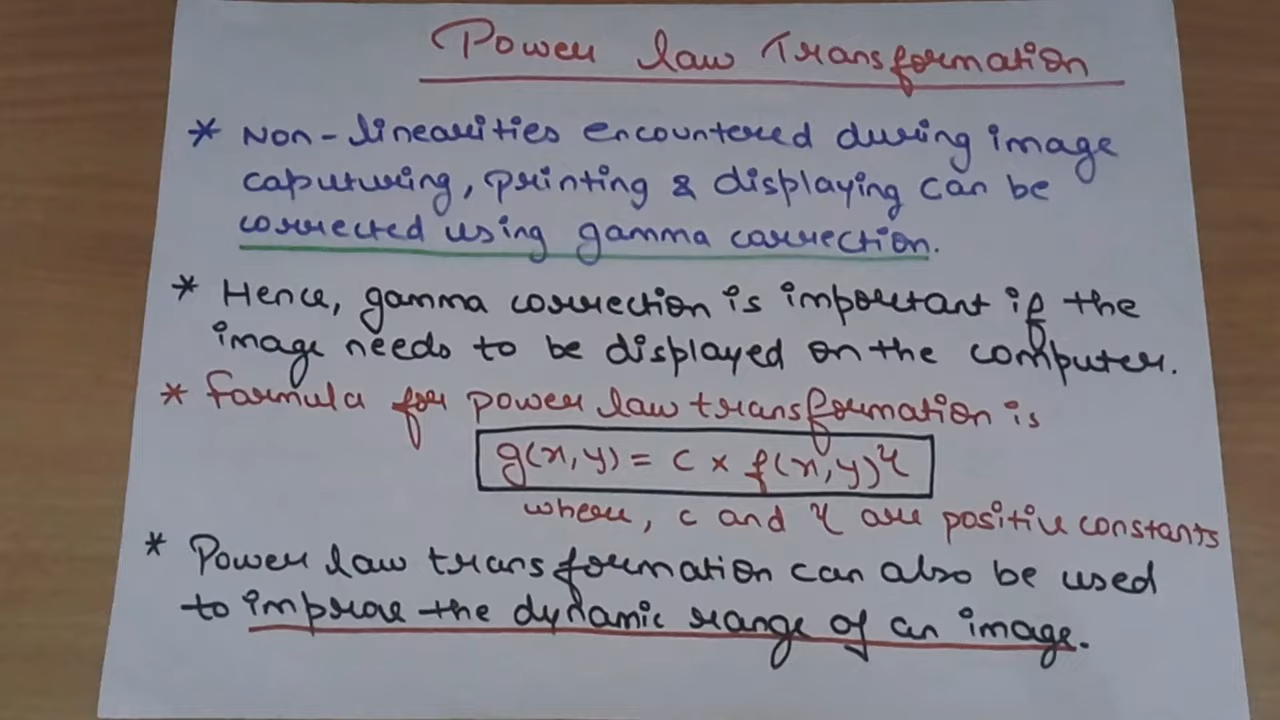 Power law Transformation
* Non-linearities encountered during image
caputuring, printing & displaying can be
corrected using gamma correction.
* Hence, gamma correction is important if the
image needs to be displayed on the computer.
* Formula for power law transformation is
g(x,y) = c × f(x,y)^γ
where, c and γ are positive constants
* Power law transformation can also be used
to improve the dynamic range of an image.